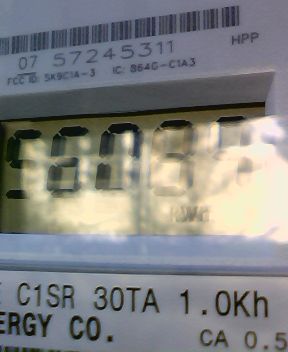 HPP
07 57245311
FCC ID: SK9C1A-3 IC: 864G-C1A3
KWH
C1SR 30TA 1.0Kh
ERGY CO.
CA 0.5